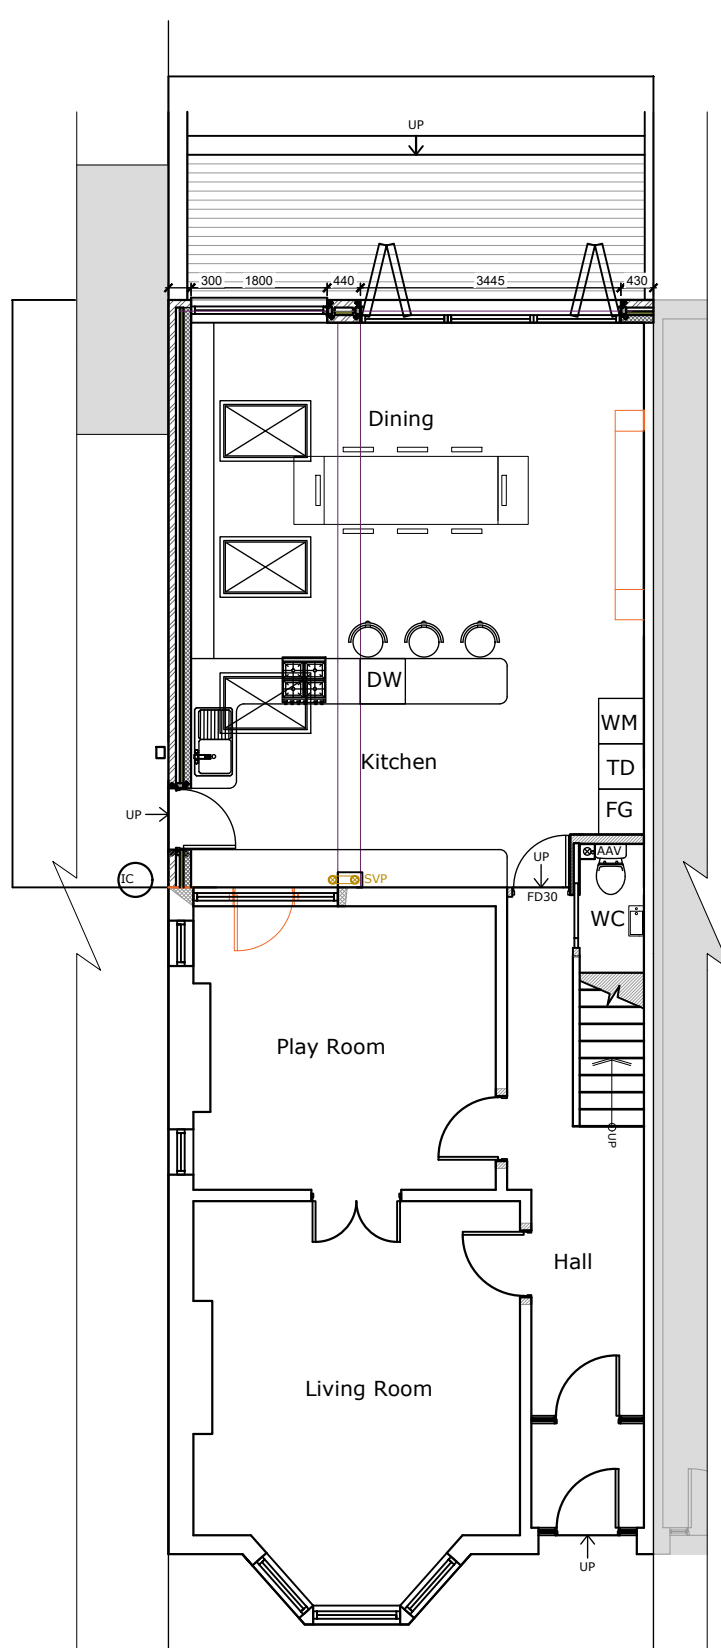 UP
300 1800 440 3445 430
Dining
DW
WM
Kitchen
TD
FG
UP
AAV
UP
IC
SVP
FD30
WC
Play Room
UP
Hall
Living Room
UP